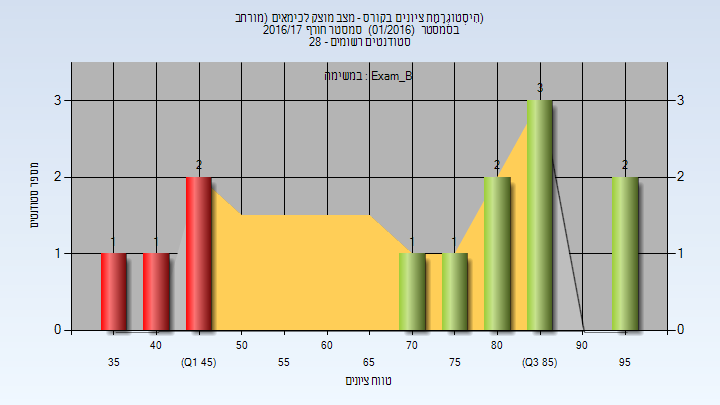 (הִיסְטוֹגְרָמַת ציונים בקורס - מצב מוצק לכימאים (מורחב
בסמסטר (01/2016) סמסטר חורף 2016/17
סטודנטים רשומים - 28
במשימה : Exam_B
3 3 3
2 2 2 2 2
1 1 1 1 1 1
0 0
מספר סטודנטים
40 50 60 70 80 90
35 (Q1 45) 55 65 75 (Q3 85) 95
טווח ציונים